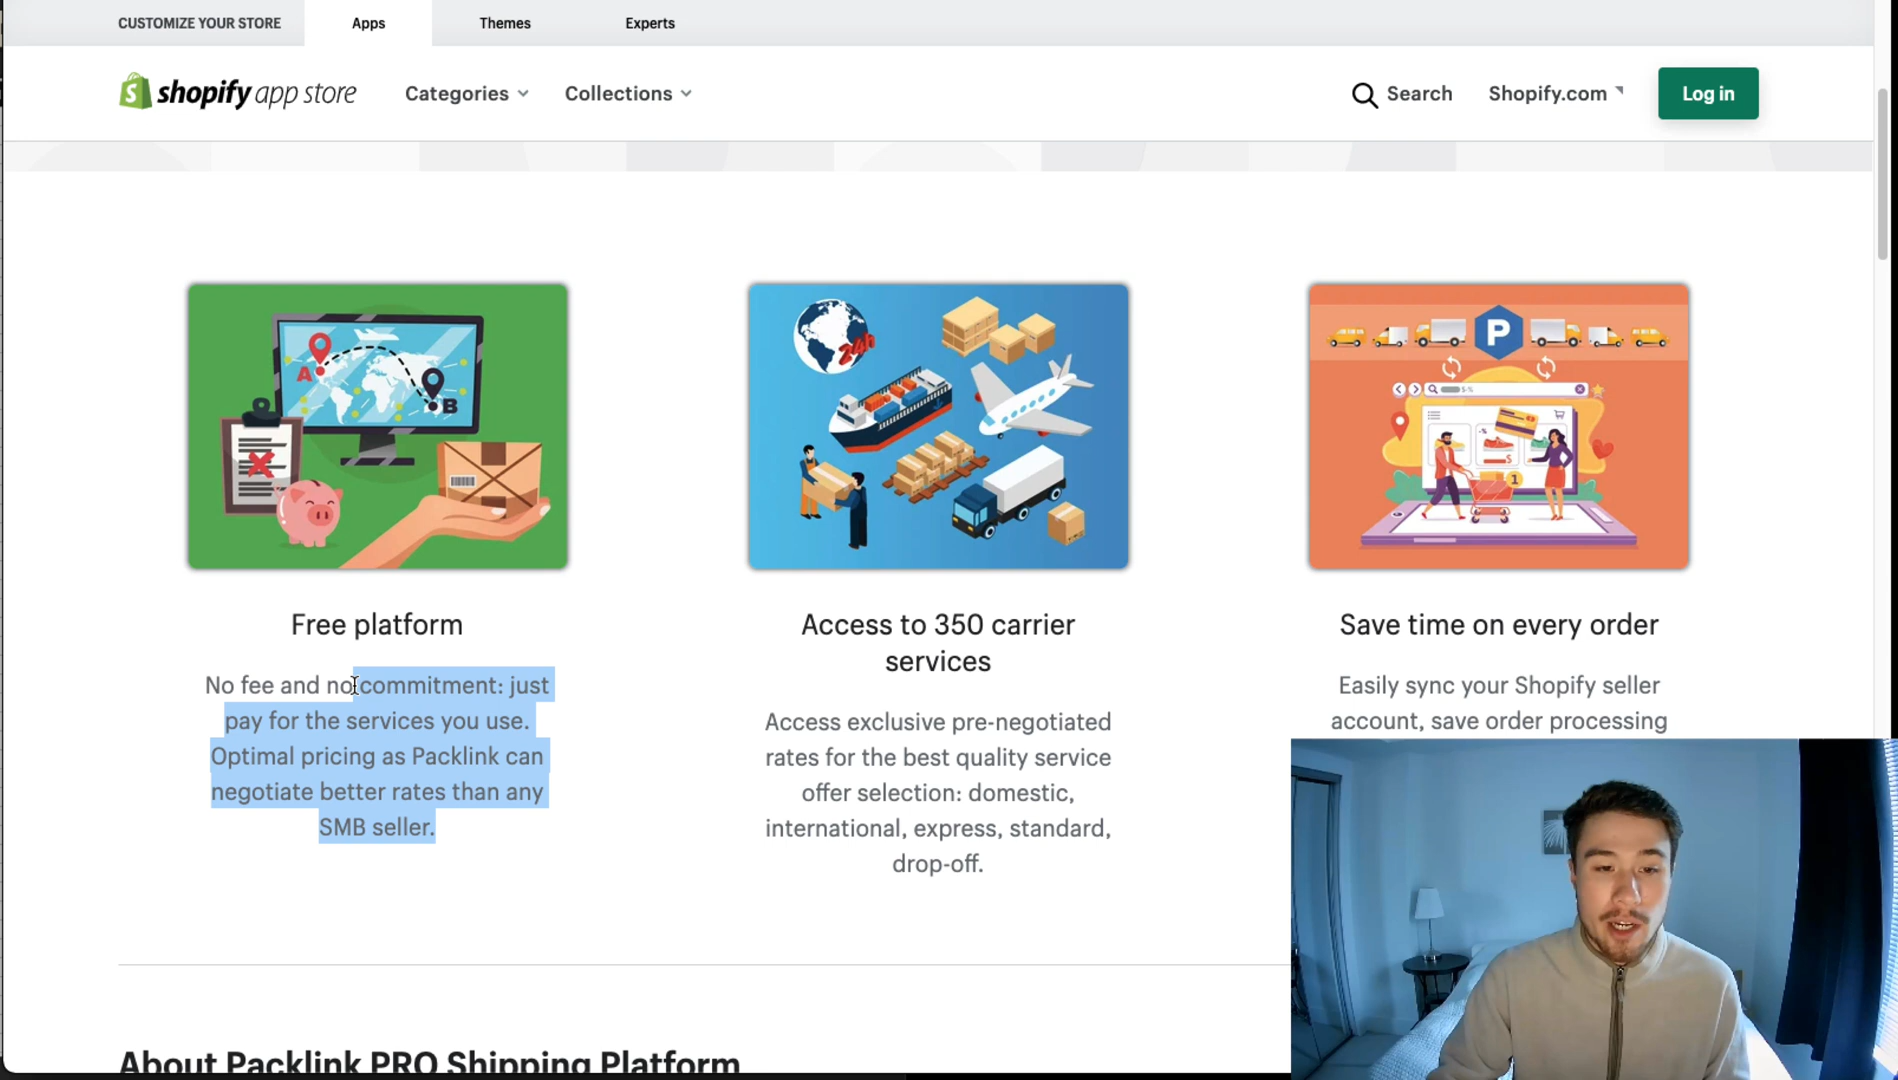 CUSTOMIZE YOUR STORE
Apps
Themes
Experts
shopify app store
Categories
Collections
Search
Shopify.com
Log in
A
B
24h
P
1
Free platform
No fee and no commitment: just
pay for the services you use.
Optimal pricing as Packlink can
negotiate better rates than any
SMB seller.
Access to 350 carrier
services
Access exclusive pre-negotiated
rates for the best quality service
offer selection: domestic,
international, express, standard,
drop-off.
Save time on every order
Easily sync your Shopify seller
account, save order processing
About Packlink PRO Shipping Platform